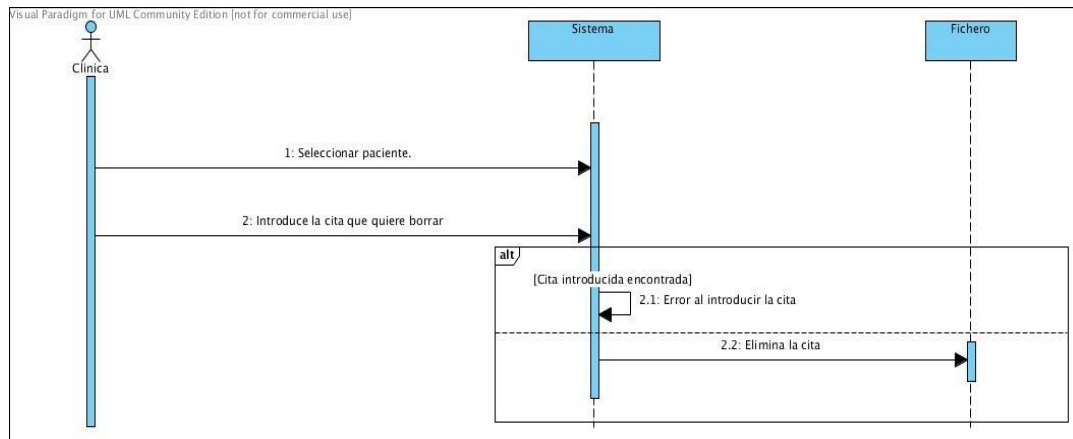 Visual Paradigm for UML Community Edition [not for commercial use]
Clinica
Sistema
Fichero
1: Seleccionar paciente.
2: Introduce la cita que quiere borrar
alt
[Cita introducida encontrada]
2.1: Error al introducir la cita
2.2: Elimina la cita